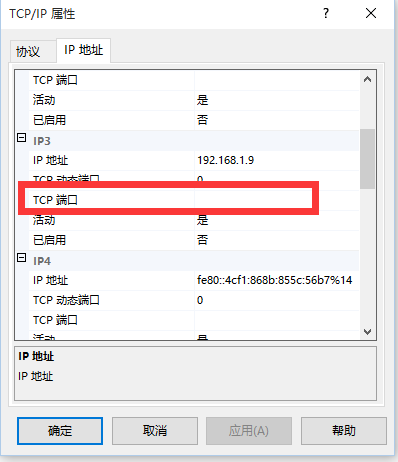 TCP/IP 属性
协议
IP 地址
TCP 端口
活动 是
已启用 否
IP3
IP 地址 192.168.1.9
TCP 动态端口 0
TCP 端口
活动 是
已启用 否
IP4
IP 地址 fe80::4cf1:868b:855c:56b7%14
TCP 动态端口 0
TCP 端口
活动 是
IP 地址
IP 地址
确定
取消
应用(A)
帮助